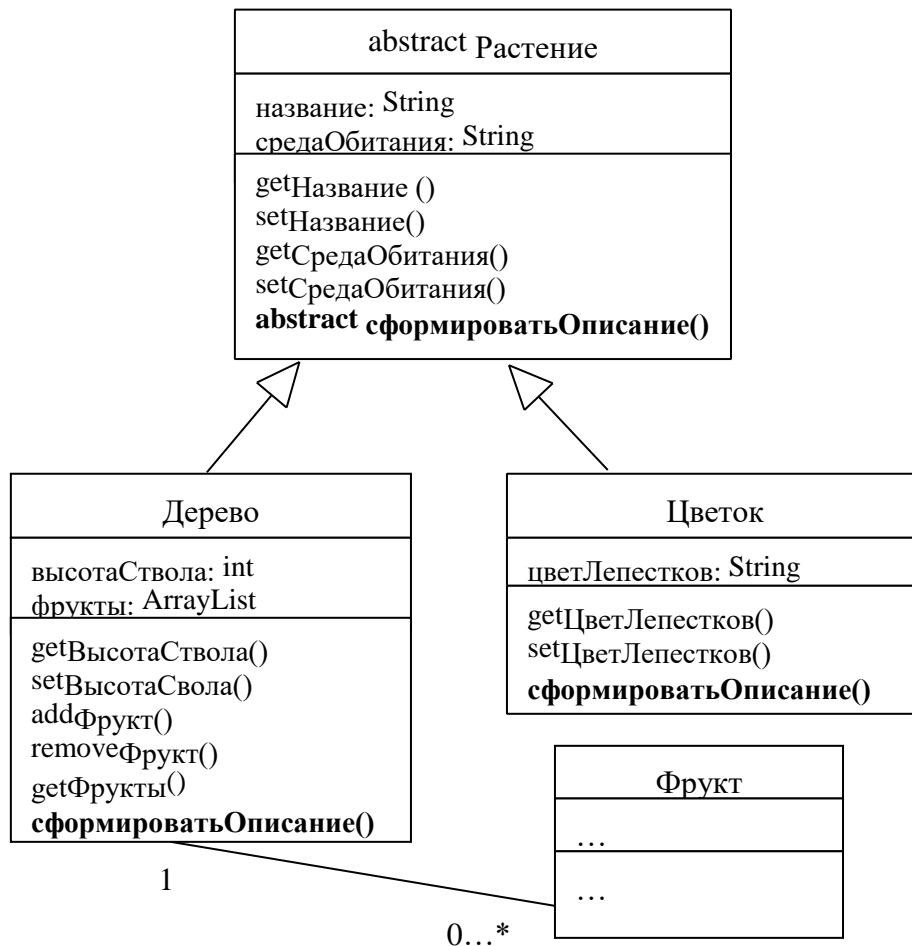 abstract Растение
название: String
средаОбитания: String
getНазвание ()
setНазвание()
getСредаОбитания()
setСредаОбитания()
abstract сформироватьОписание()
Дерево
высотаСтвола: int
фрукты: ArrayList
getВысотаСтвола()
setВысотаСвола()
addФрукт()
removeФрукт()
getФрукты()
сформироватьОписание()
Цветок
цветЛепестков: String
getЦветЛепестков()
setЦветЛепестков()
сформироватьОписание()
Фрукт
…
…
1
0…*